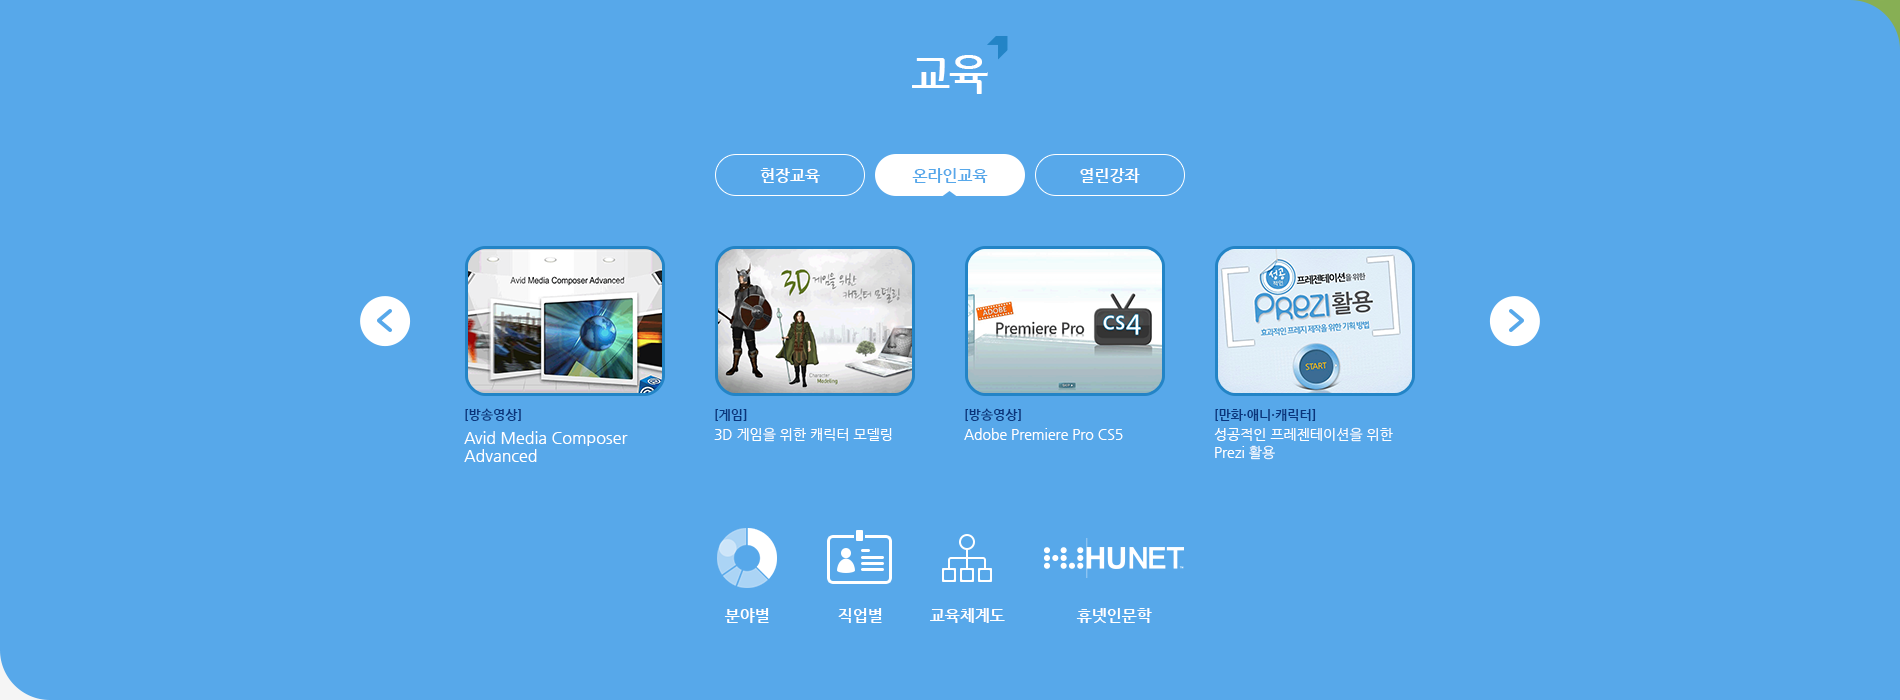 교육
현장교육
온라인교육
열린강좌
Avid Media Composer Advanced
3D 게임을 위한
캐릭터 모델링
Character
Modeling
ADOBE
Premiere Pro
CS4
성공
적인
프레젠테이션을 위한
PREZI 활용
효과적인 프레지 제작을 위한 기획 방법
START
[방송영상]
Avid Media Composer
Advanced
[게임]
3D 게임을 위한 캐릭터 모델링
[방송영상]
Adobe Premiere Pro CS5
[만화·애니·캐릭터]
성공적인 프레젠테이션을 위한
Prezi 활용
HUNET
분야별
직업별
교육체계도
휴넷인문학